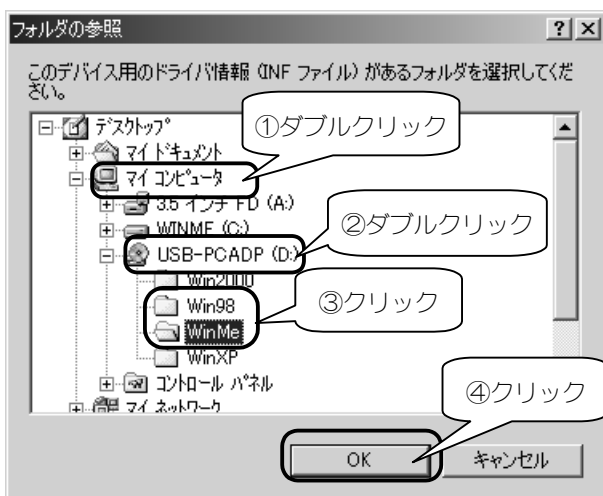 フォルダの参照
このデバイス用のドライバ情報 (INF ファイル) があるフォルダを選択してくだ
さい。
デスクトップ
①ダブルクリック
マイ ドキュメント
マイ コンピュータ
3.5 インチ FD (A:)
WINME (C:)
②ダブルクリック
USB-PCADP (D:)
Win2000
Win98
③クリック
WinMe
WinXP
コントロール パネル
④クリック
マイ ネットワーク
OK
キャンセル